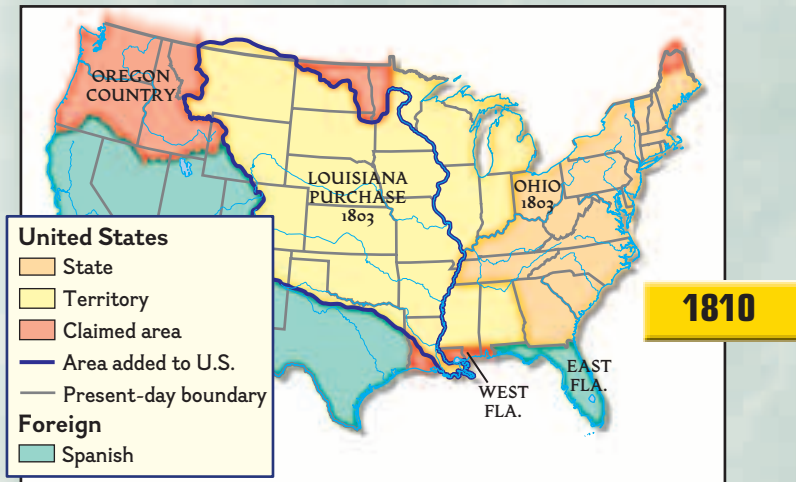 OREGON
COUNTRY
LOUISIANA
PURCHASE
1803
OHIO
1803
United States
State
Territory
Claimed area
Area added to U.S.
Present-day boundary
Foreign
Spanish
1810
EAST
FLA.
WEST
FLA.